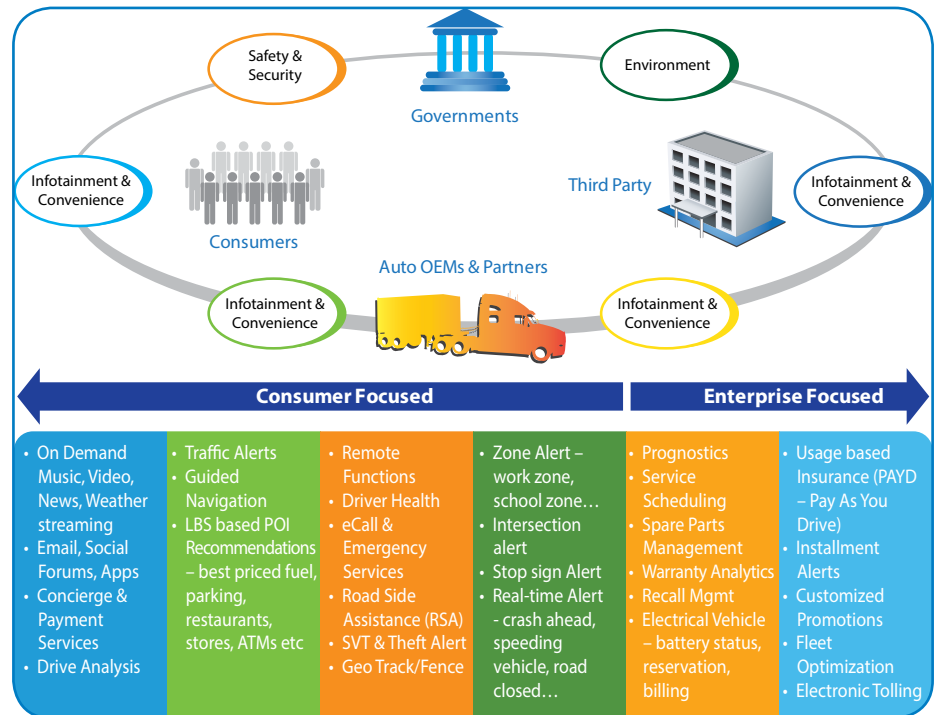 Safety &
Security
Environment
Governments
Infotainment &
Convenience
Third Party
Infotainment &
Convenience
Consumers
Auto OEMs & Partners
Infotainment &
Convenience
Infotainment &
Convenience
Consumer Focused
Enterprise Focused
• On Demand
Music, Video,
News, Weather
streaming
• Email, Social
Forums, Apps
• Concierge &
Payment
Services
• Drive Analysis
• Traffic Alerts
• Guided
Navigation
• LBS based POI
Recommendations
– best priced fuel,
parking,
restaurants,
stores, ATMs etc
• Remote
Functions
• Driver Health
• eCall &
Emergency
Services
• Road Side
Assistance (RSA)
• SVT & Theft Alert
• Geo Track/Fence
• Zone Alert –
work zone,
school zone…
• Intersection
alert
• Stop sign Alert
• Real-time Alert
- crash ahead,
speeding
vehicle, road
closed…
• Prognostics
• Service
Scheduling
• Spare Parts
Management
• Warranty Analytics
• Recall Mgmt
• Electrical Vehicle
– battery status,
reservation,
billing
• Usage based
Insurance (PAYD
– Pay As You
Drive)
• Installment
Alerts
• Customized
Promotions
• Fleet
Optimization
• Electronic Tolling